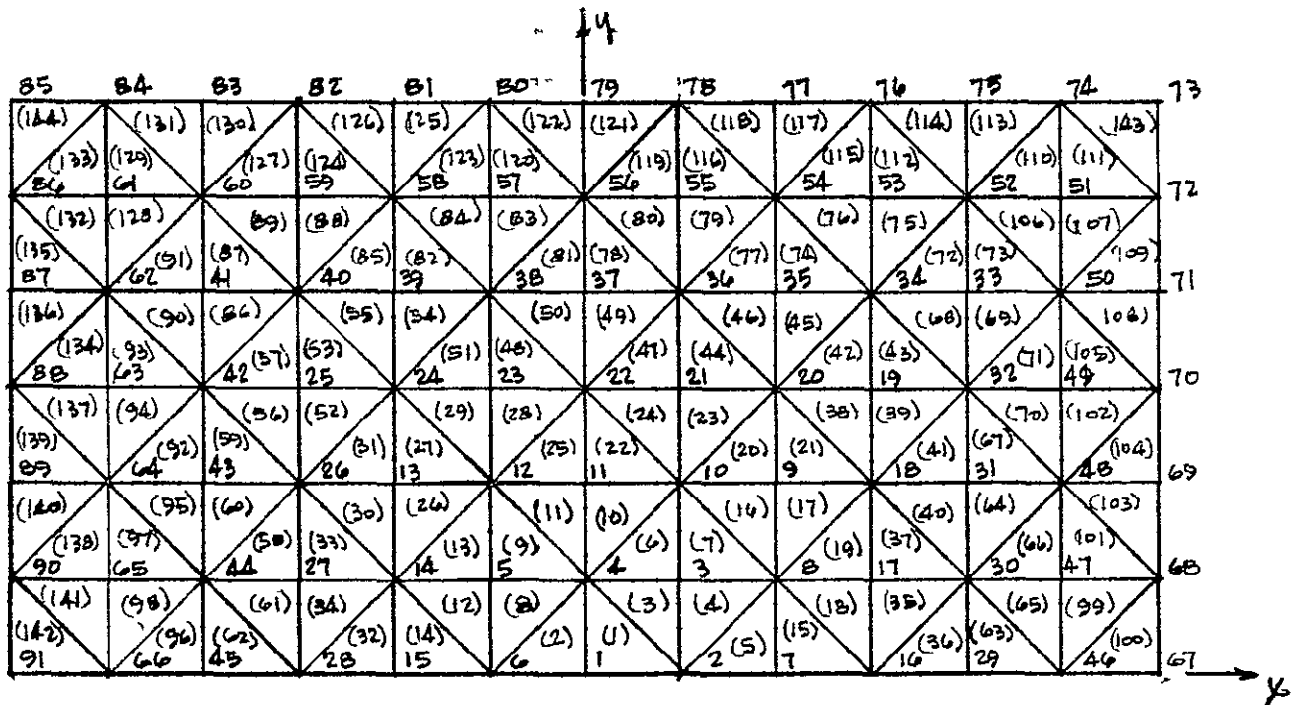 y
85 84 83 82 81 80 79 78 77 76 75 74 73
(144) (131) (130) (126) (125) (122) (121) (118) (117) (114) (113) (143)
(133) (129) (127) (124) (123) (120) (119) (116) (115) (112) (110) (111)
86 61 60 59 58 57 56 55 54 53 52 51 72
(132) (128) (89) (88) (84) (83) (80) (79) (76) (75) (106) (107)
(135) (91) (87) (85) (82) (81) (78) (77) (74) (72) (73) (109)
87 62 41 40 39 38 37 36 35 34 33 50 71
(136) (90) (86) (55) (54) (50) (49) (46) (45) (68) (69) 108)
(134) (93) (57) (53) (51) (48) (47) (44) (42) (43) (71) (105)
88 63 42 25 24 23 22 21 20 19 32 49 70
(137) (94) (56) (52) (29) (28) (24) (23) (38) (39) (70) (102)
(139) (92) (59) (31) (27) (25) (22) (20) (21) (41) (67) (104)
89 64 43 26 13 12 11 10 9 18 31 48 69
(140) (95) (60) (30) (26) (11) (10) (16) (17) (40) (64) (103)
(138) (97) (58) (33) (13) (9) (6) (7) (19) (37) (66) (101)
90 65 44 27 14 5 4 3 8 17 30 47 68
(141) (98) (61) (34) (12) (8) (3) (4) (18) (35) (65) (99)
(142) (96) (62) (32) (14) (2) (1) (5) (15) (36) (63) (100)
91 66 45 28 15 6 1 2 7 16 29 46 67
x